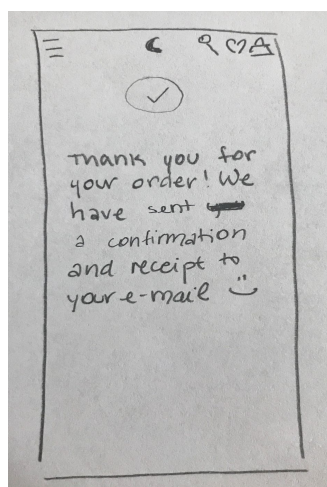 Thank you for
your order! We
have sent
a confirmation
and receipt to
your e-mail